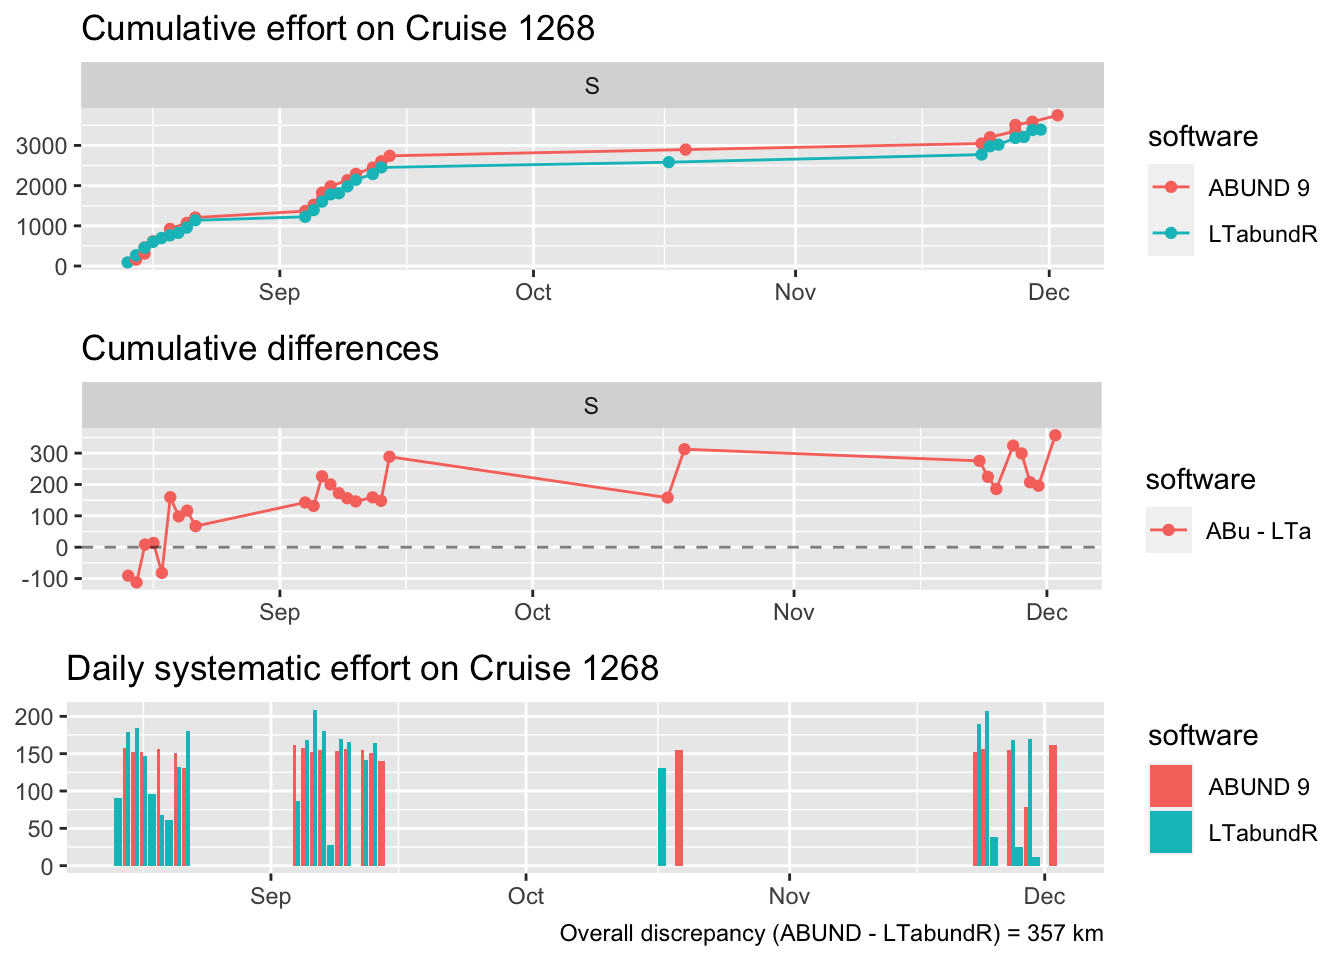 Cumulative effort on Cruise 1268
S
3000
2000
1000
0
Sep Oct Nov Dec
software
ABUND 9
LTabundR
Cumulative differences
S
300
200
100
0
-100
Sep Oct Nov Dec
software
ABu - LTa
Daily systematic effort on Cruise 1268
200
150
100
50
0
Sep Oct Nov Dec
software
ABUND 9
LTabundR
Overall discrepancy (ABUND - LTabundR) = 357 km